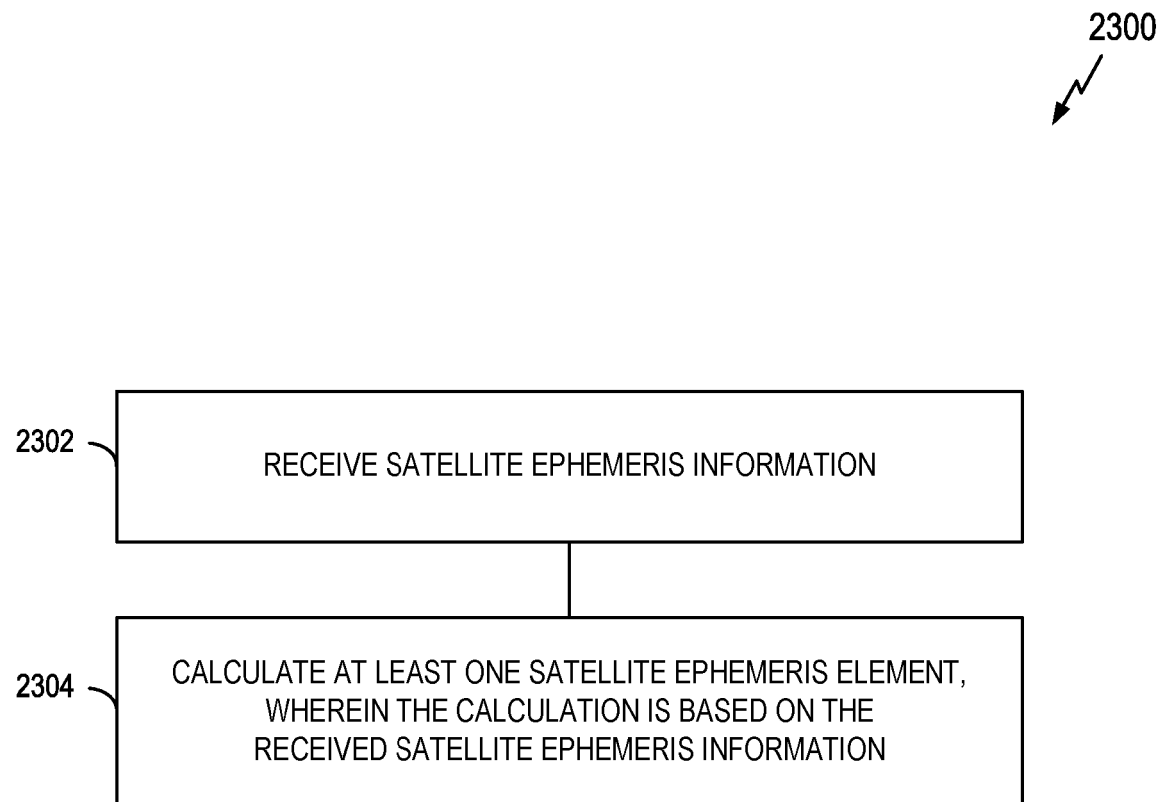 2300
2302
RECEIVE SATELLITE EPHEMERIS INFORMATION
2304
CALCULATE AT LEAST ONE SATELLITE EPHEMERIS ELEMENT,
WHEREIN THE CALCULATION IS BASED ON THE
RECEIVED SATELLITE EPHEMERIS INFORMATION